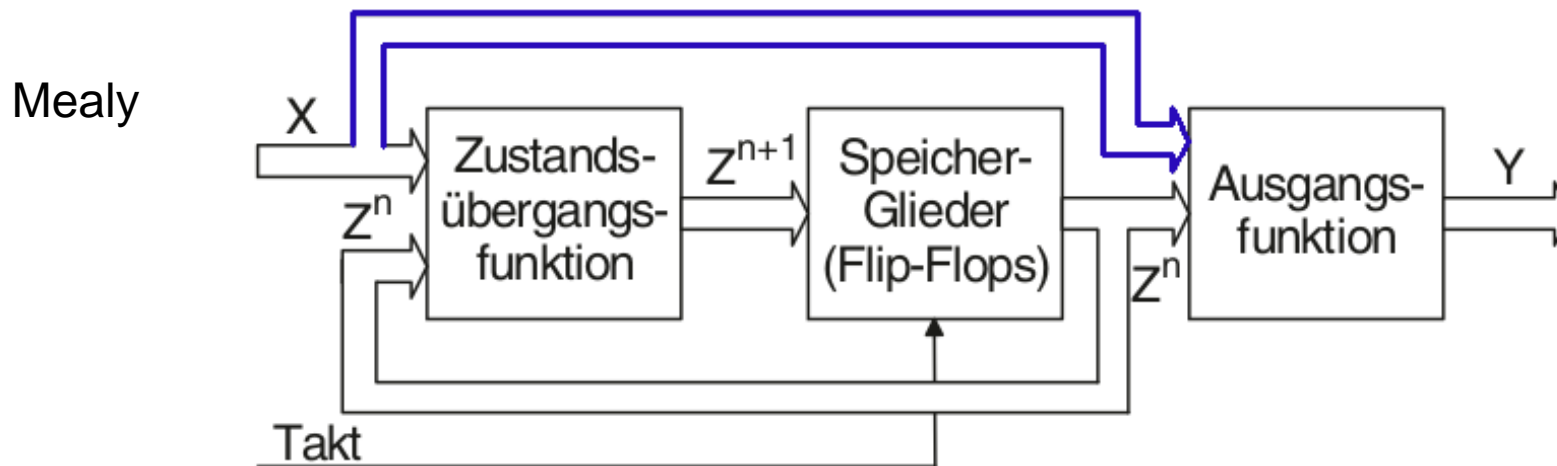 Mealy
X
Z^n
Zustands-
übergangs-
funktion
Z^{n+1}
Speicher-
Glieder
(Flip-Flops)
Z^n
Ausgangs-
funktion
Y
Takt